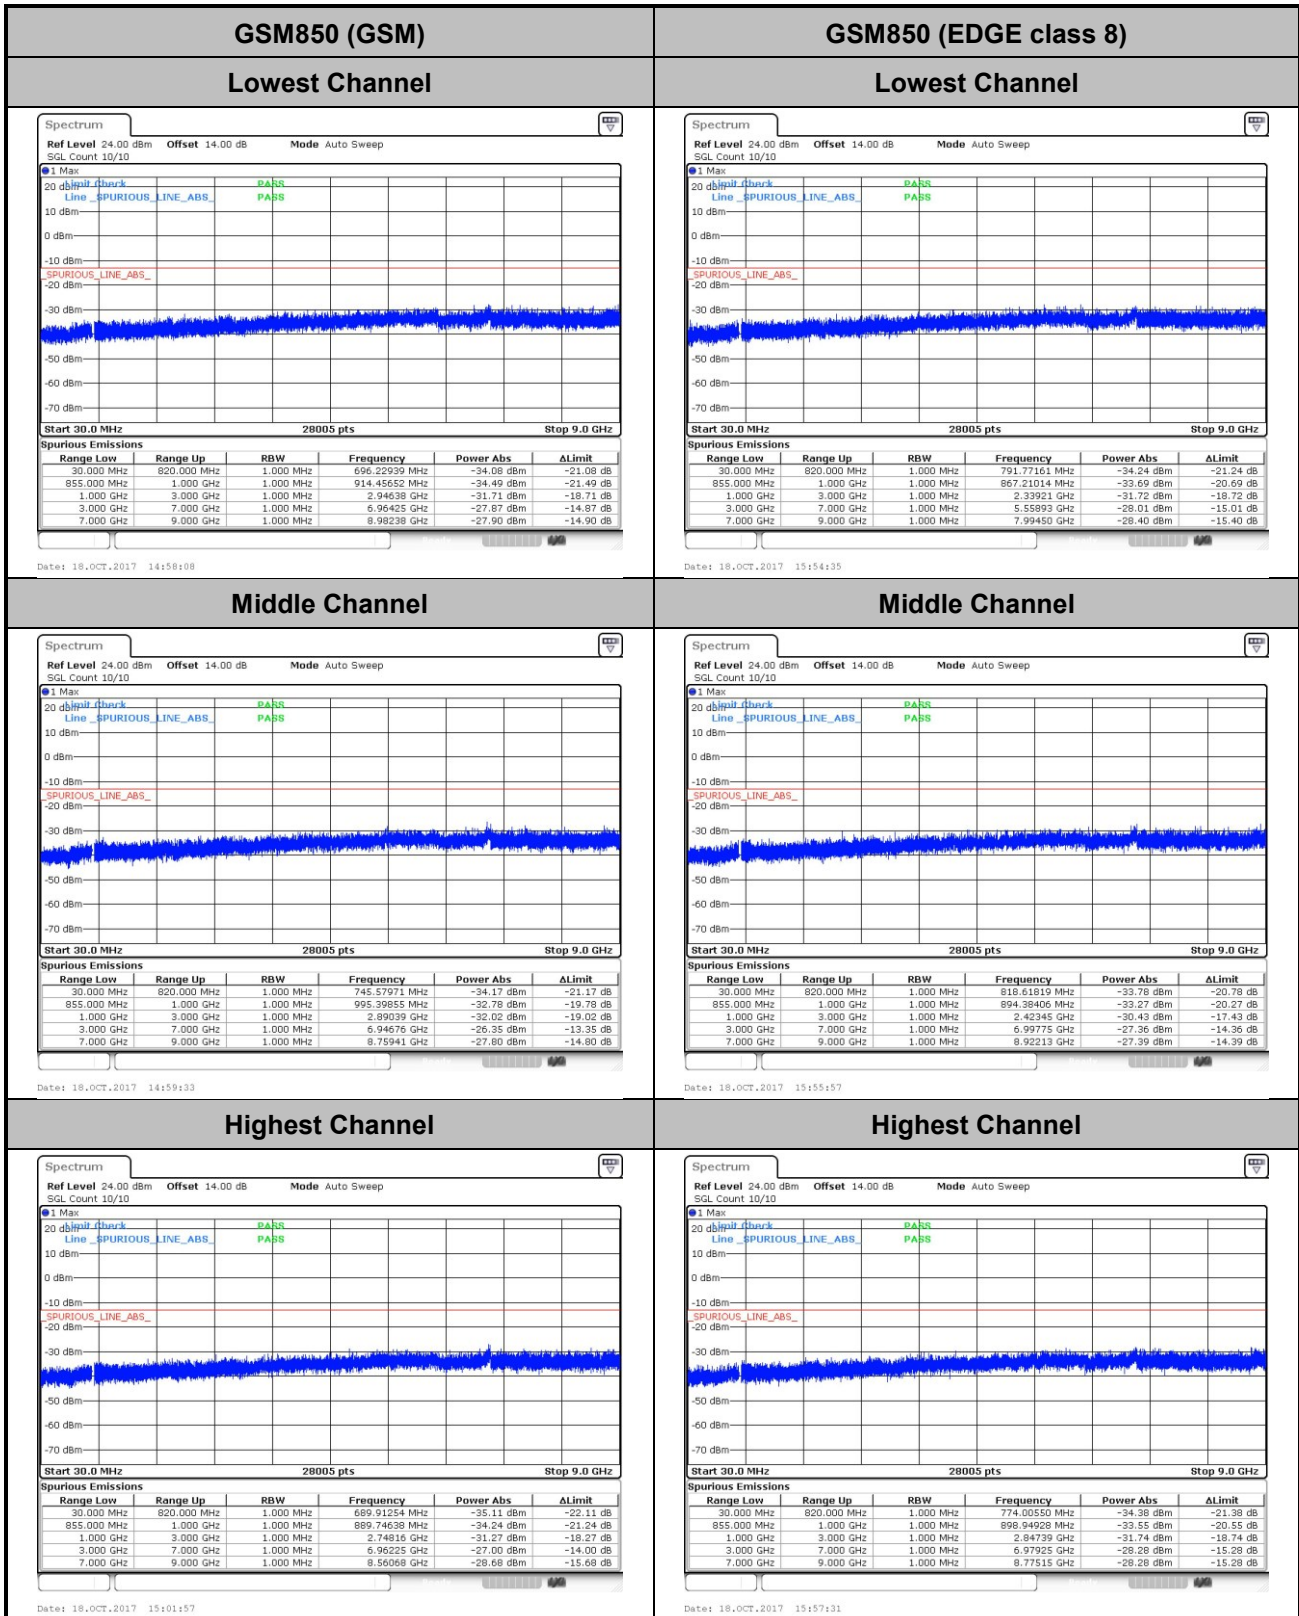 GSM850 (GSM)
GSM850 (EDGE class 8)
Lowest Channel
Lowest Channel
Spectrum
Ref Level 24.00 dBm Offset 14.00 dB Mode Auto Sweep
SGL Count 10/10
1 Max
Limit Check PASS
Line _SPURIOUS_LINE_ABS_ PASS
20 dBm
10 dBm
0 dBm
-10 dBm
_SPURIOUS_LINE_ABS_
-20 dBm
-30 dBm
-50 dBm
-60 dBm
-70 dBm
Start 30.0 MHz 28005 pts Stop 9.0 GHz
Spurious Emissions
Range Low Range Up RBW Frequency Power Abs ΔLimit
30.000 MHz 820.000 MHz 1.000 MHz 696.22939 MHz -34.08 dBm -21.08 dB
855.000 MHz 1.000 GHz 1.000 MHz 914.45652 MHz -34.49 dBm -21.49 dB
1.000 GHz 3.000 GHz 1.000 MHz 2.94638 GHz -31.71 dBm -18.71 dB
3.000 GHz 7.000 GHz 1.000 MHz 6.96425 GHz -27.87 dBm -14.87 dB
7.000 GHz 9.000 GHz 1.000 MHz 8.98238 GHz -27.90 dBm -14.90 dB
Date: 18.OCT.2017 14:58:08
Spectrum
Ref Level 24.00 dBm Offset 14.00 dB Mode Auto Sweep
SGL Count 10/10
1 Max
Limit Check PASS
Line _SPURIOUS_LINE_ABS_ PASS
20 dBm
10 dBm
0 dBm
-10 dBm
_SPURIOUS_LINE_ABS_
-20 dBm
-30 dBm
-50 dBm
-60 dBm
-70 dBm
Start 30.0 MHz 28005 pts Stop 9.0 GHz
Spurious Emissions
Range Low Range Up RBW Frequency Power Abs ΔLimit
30.000 MHz 820.000 MHz 1.000 MHz 791.77161 MHz -34.24 dBm -21.24 dB
855.000 MHz 1.000 GHz 1.000 MHz 867.21014 MHz -33.69 dBm -20.69 dB
1.000 GHz 3.000 GHz 1.000 MHz 2.33921 GHz -31.72 dBm -18.72 dB
3.000 GHz 7.000 GHz 1.000 MHz 5.55893 GHz -28.01 dBm -15.01 dB
7.000 GHz 9.000 GHz 1.000 MHz 7.99450 GHz -28.40 dBm -15.40 dB
Date: 18.OCT.2017 15:54:35
Middle Channel
Middle Channel
Spectrum
Ref Level 24.00 dBm Offset 14.00 dB Mode Auto Sweep
SGL Count 10/10
1 Max
Limit Check PASS
Line _SPURIOUS_LINE_ABS_ PASS
20 dBm
10 dBm
0 dBm
-10 dBm
_SPURIOUS_LINE_ABS_
-20 dBm
-30 dBm
-50 dBm
-60 dBm
-70 dBm
Start 30.0 MHz 28005 pts Stop 9.0 GHz
Spurious Emissions
Range Low Range Up RBW Frequency Power Abs ΔLimit
30.000 MHz 820.000 MHz 1.000 MHz 745.57971 MHz -34.17 dBm -21.17 dB
855.000 MHz 1.000 GHz 1.000 MHz 995.39855 MHz -32.78 dBm -19.78 dB
1.000 GHz 3.000 GHz 1.000 MHz 2.89039 GHz -32.02 dBm -19.02 dB
3.000 GHz 7.000 GHz 1.000 MHz 6.94676 GHz -26.35 dBm -13.35 dB
7.000 GHz 9.000 GHz 1.000 MHz 8.75941 GHz -27.80 dBm -14.80 dB
Date: 18.OCT.2017 14:59:33
Spectrum
Ref Level 24.00 dBm Offset 14.00 dB Mode Auto Sweep
SGL Count 10/10
1 Max
Limit Check PASS
Line _SPURIOUS_LINE_ABS_ PASS
20 dBm
10 dBm
0 dBm
-10 dBm
_SPURIOUS_LINE_ABS_
-20 dBm
-30 dBm
-50 dBm
-60 dBm
-70 dBm
Start 30.0 MHz 28005 pts Stop 9.0 GHz
Spurious Emissions
Range Low Range Up RBW Frequency Power Abs ΔLimit
30.000 MHz 820.000 MHz 1.000 MHz 818.61819 MHz -33.78 dBm -20.78 dB
855.000 MHz 1.000 GHz 1.000 MHz 894.38406 MHz -33.27 dBm -20.27 dB
1.000 GHz 3.000 GHz 1.000 MHz 2.42345 GHz -30.43 dBm -17.43 dB
3.000 GHz 7.000 GHz 1.000 MHz 6.99775 GHz -27.36 dBm -14.36 dB
7.000 GHz 9.000 GHz 1.000 MHz 8.92213 GHz -27.39 dBm -14.39 dB
Date: 18.OCT.2017 15:55:57
Highest Channel
Highest Channel
Spectrum
Ref Level 24.00 dBm Offset 14.00 dB Mode Auto Sweep
SGL Count 10/10
1 Max
Limit Check PASS
Line _SPURIOUS_LINE_ABS_ PASS
20 dBm
10 dBm
0 dBm
-10 dBm
_SPURIOUS_LINE_ABS_
-20 dBm
-30 dBm
-50 dBm
-60 dBm
-70 dBm
Start 30.0 MHz 28005 pts Stop 9.0 GHz
Spurious Emissions
Range Low Range Up RBW Frequency Power Abs ΔLimit
30.000 MHz 820.000 MHz 1.000 MHz 689.91254 MHz -35.11 dBm -22.11 dB
855.000 MHz 1.000 GHz 1.000 MHz 889.74638 MHz -34.24 dBm -21.24 dB
1.000 GHz 3.000 GHz 1.000 MHz 2.74816 GHz -31.27 dBm -18.27 dB
3.000 GHz 7.000 GHz 1.000 MHz 6.96225 GHz -27.00 dBm -14.00 dB
7.000 GHz 9.000 GHz 1.000 MHz 8.56068 GHz -28.68 dBm -15.68 dB
Date: 18.OCT.2017 15:01:57
Spectrum
Ref Level 24.00 dBm Offset 14.00 dB Mode Auto Sweep
SGL Count 10/10
1 Max
Limit Check PASS
Line _SPURIOUS_LINE_ABS_ PASS
20 dBm
10 dBm
0 dBm
-10 dBm
_SPURIOUS_LINE_ABS_
-20 dBm
-30 dBm
-50 dBm
-60 dBm
-70 dBm
Start 30.0 MHz 28005 pts Stop 9.0 GHz
Spurious Emissions
Range Low Range Up RBW Frequency Power Abs ΔLimit
30.000 MHz 820.000 MHz 1.000 MHz 774.00550 MHz -34.38 dBm -21.38 dB
855.000 MHz 1.000 GHz 1.000 MHz 898.94928 MHz -33.55 dBm -20.55 dB
1.000 GHz 3.000 GHz 1.000 MHz 2.84739 GHz -31.74 dBm -18.74 dB
3.000 GHz 7.000 GHz 1.000 MHz 6.97925 GHz -28.28 dBm -15.28 dB
7.000 GHz 9.000 GHz 1.000 MHz 8.77515 GHz -28.28 dBm -15.28 dB
Date: 18.OCT.2017 15:57:31